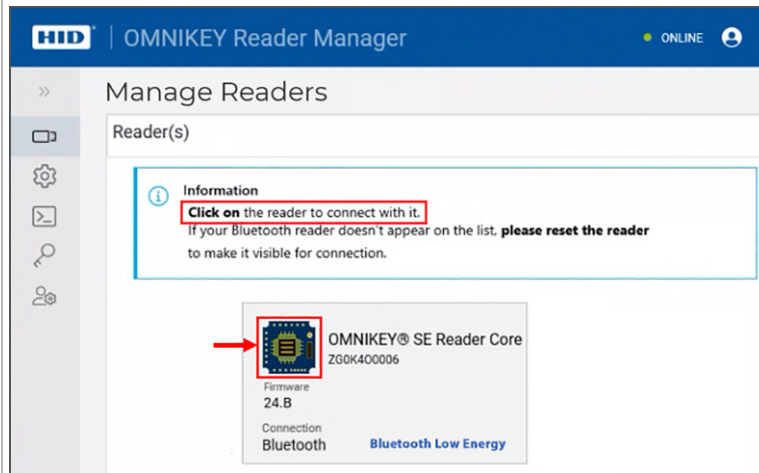 HID® | OMNIKEY Reader Manager
ONLINE
Manage Readers
Reader(s)
Information
Click on the reader to connect with it.
If your Bluetooth reader doesn't appear on the list, please reset the reader
to make it visible for connection.
OMNIKEY® SE Reader Core
ZG0K4O0006
Firmware
24.B
Connection
Bluetooth Bluetooth Low Energy